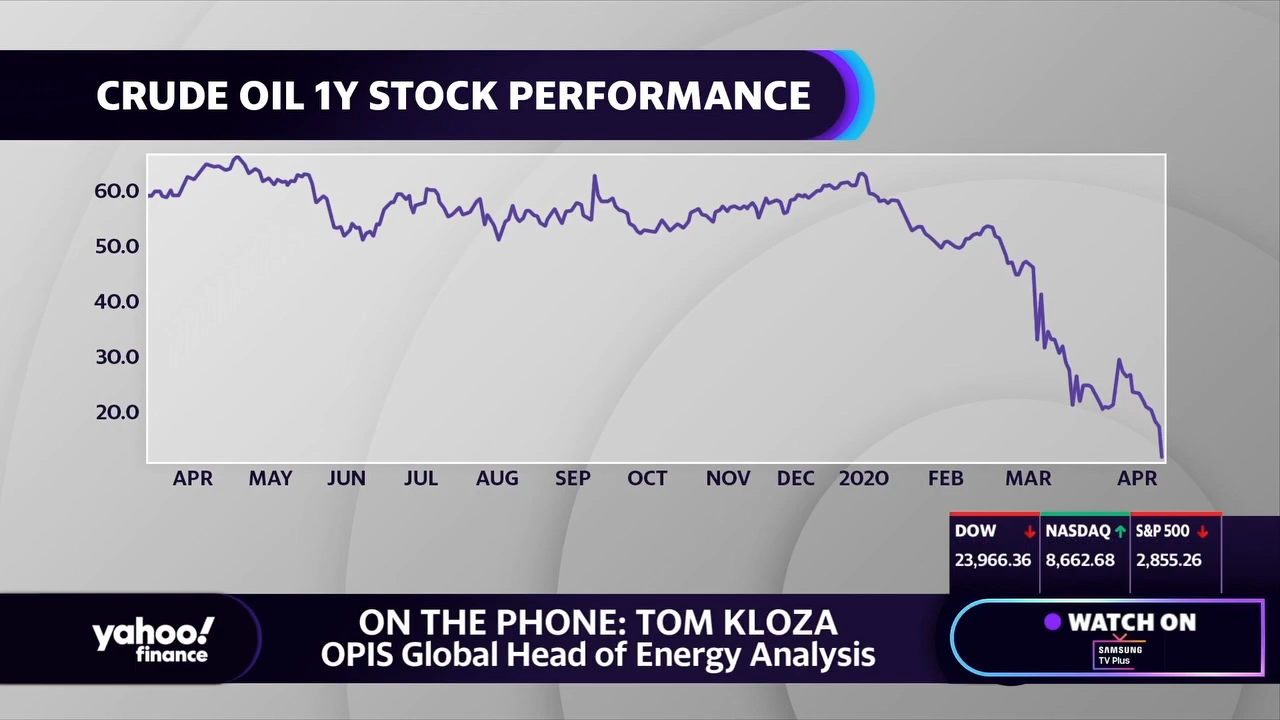 CRUDE OIL 1Y STOCK PERFORMANCE
60.0
50.0
40.0
30.0
20.0
APR MAY JUN JUL AUG SEP OCT NOV DEC 2020 FEB MAR APR
DOW NASDAQ S&P 500
23,966.36 8,662.68 2,855.26
yahoo!
finance
ON THE PHONE: TOM KLOZA
OPIS Global Head of Energy Analysis
WATCH ON
SAMSUNG
TV Plus